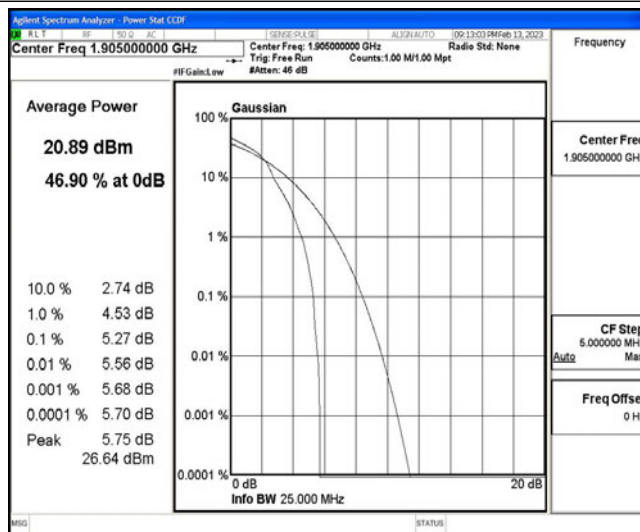 Agilent Spectrum Analyzer - Power Stat CCDF
RLT RF 50 Ω AC SENSE:PULSE ALIGN AUTO 09:13:03 PM Feb 13, 2023
Center Freq 1.905000000 GHz
Center Freq: 1.905000000 GHz Radio Std: None
Trig: Free Run Counts:1.00 M/1.00 Mpt
#IFGain:Low #Atten: 46 dB
Frequency
Average Power
20.89 dBm
46.90 % at 0dB
10.0 % 2.74 dB
1.0 % 4.53 dB
0.1 % 5.27 dB
0.01 % 5.56 dB
0.001 % 5.68 dB
0.0001 % 5.70 dB
Peak 5.75 dB
26.64 dBm
Gaussian
100 %
10 %
1 %
0.1 %
0.01 %
0.001 %
0.0001 %
0 dB 20 dB
Info BW 25.000 MHz
Center Fre
1.905000000 GH
CF Step
5.000000 MH
Auto Ma
Freq Offse
0 H
MSG STATUS